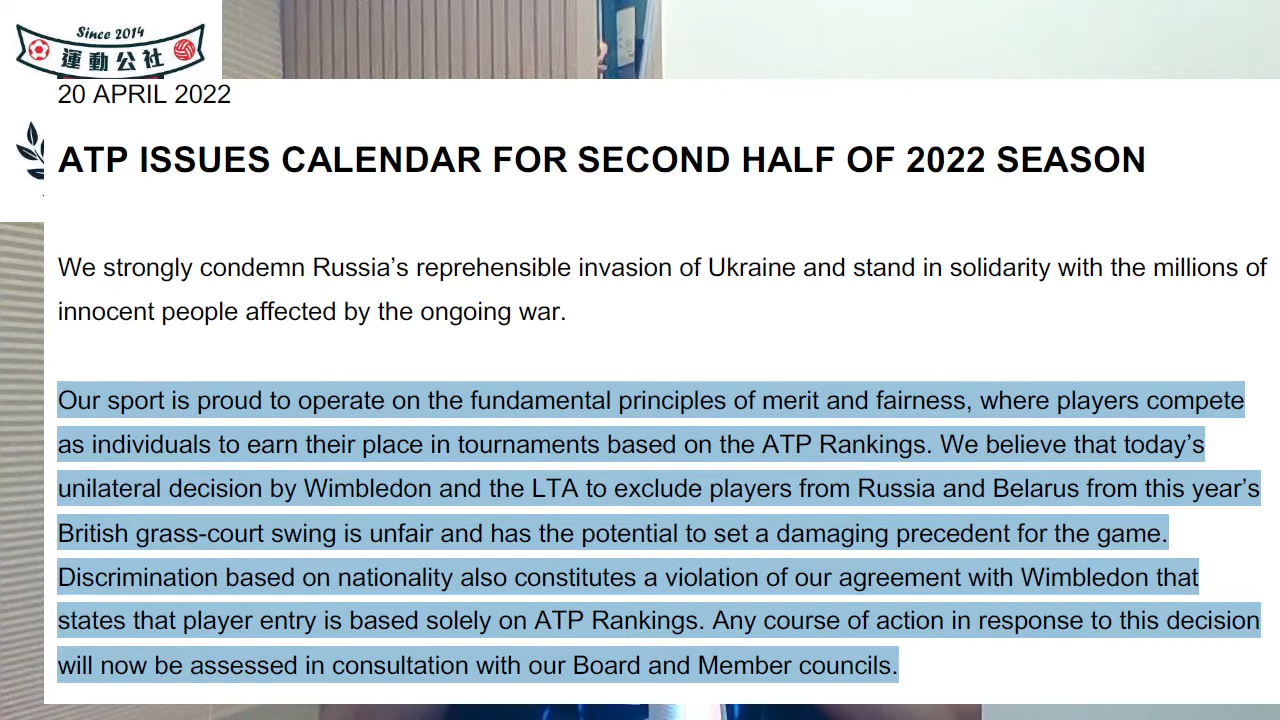 Since 2014
運動公社
20 APRIL 2022
ATP ISSUES CALENDAR FOR SECOND HALF OF 2022 SEASON
We strongly condemn Russia’s reprehensible invasion of Ukraine and stand in solidarity with the millions of
innocent people affected by the ongoing war.
Our sport is proud to operate on the fundamental principles of merit and fairness, where players compete
as individuals to earn their place in tournaments based on the ATP Rankings. We believe that today’s
unilateral decision by Wimbledon and the LTA to exclude players from Russia and Belarus from this year’s
British grass-court swing is unfair and has the potential to set a damaging precedent for the game.
Discrimination based on nationality also constitutes a violation of our agreement with Wimbledon that
states that player entry is based solely on ATP Rankings. Any course of action in response to this decision
will now be assessed in consultation with our Board and Member councils.